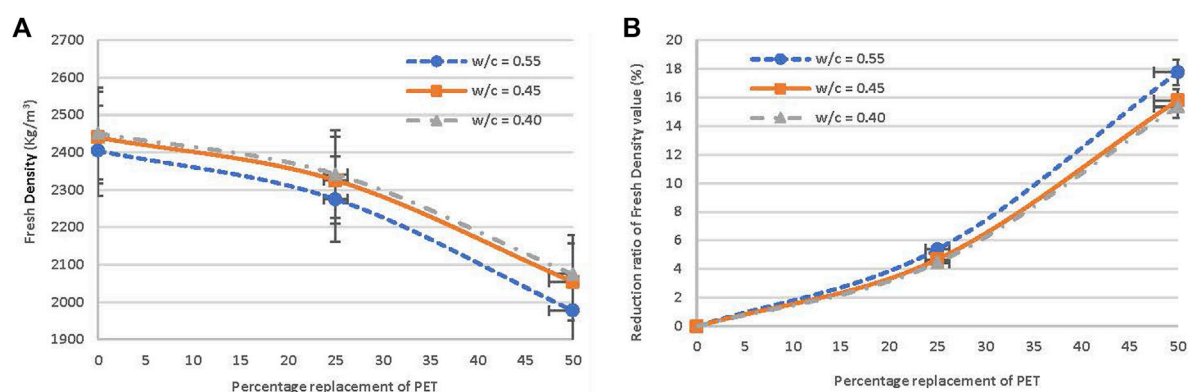 A
Fresh Density (Kg/m³)
2700
2600
2500
2400
2300
2200
2100
2000
1900
w/c = 0.55
w/c = 0.45
w/c = 0.40
0 5 10 15 20 25 30 35 40 45 50
Percentage replacement of PET
B
Reduction ratio of Fresh Density value (%)
20
18
16
14
12
10
8
6
4
2
0
w/c = 0.55
w/c = 0.45
w/c = 0.40
0 5 10 15 20 25 30 35 40 45 50
Percentage replacement of PET